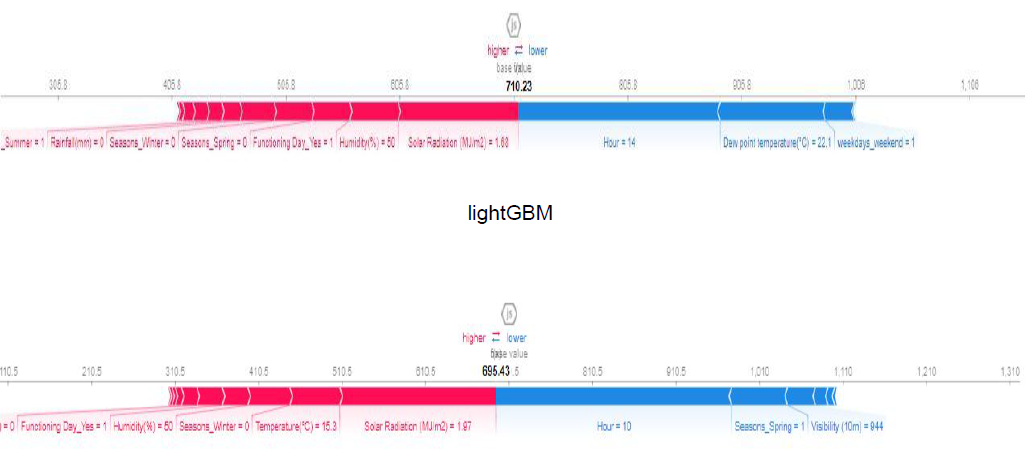 js
higher ⇄ lower
base value
305.8 405.8 505.8 605.8 710.23 805.8 905.8 1,006 1,106
_Summer = 1 Rainfall(mm) = 0 Seasons_Winter = 0 Seasons_Spring = 0 Functioning Day_Yes = 1 Humidity(%) = 50 Solar Radiation (MJ/m2) = 1.68 Hour = 14 Dew point temperature(°C) = 22.1 weekdays_weekend = 1
lightGBM
js
higher ⇄ lower
base value
110.5 210.5 310.5 410.5 510.5 610.5 695.43 810.5 910.5 1,010 1,110 1,210 1,310
) = 0 Functioning Day_Yes = 1 Humidity(%) = 50 Seasons_Winter = 0 Temperature(°C) = 15.3 Solar Radiation (MJ/m2) = 1.97 Hour = 10 Seasons_Spring = 1 Visibility (10m) = 944